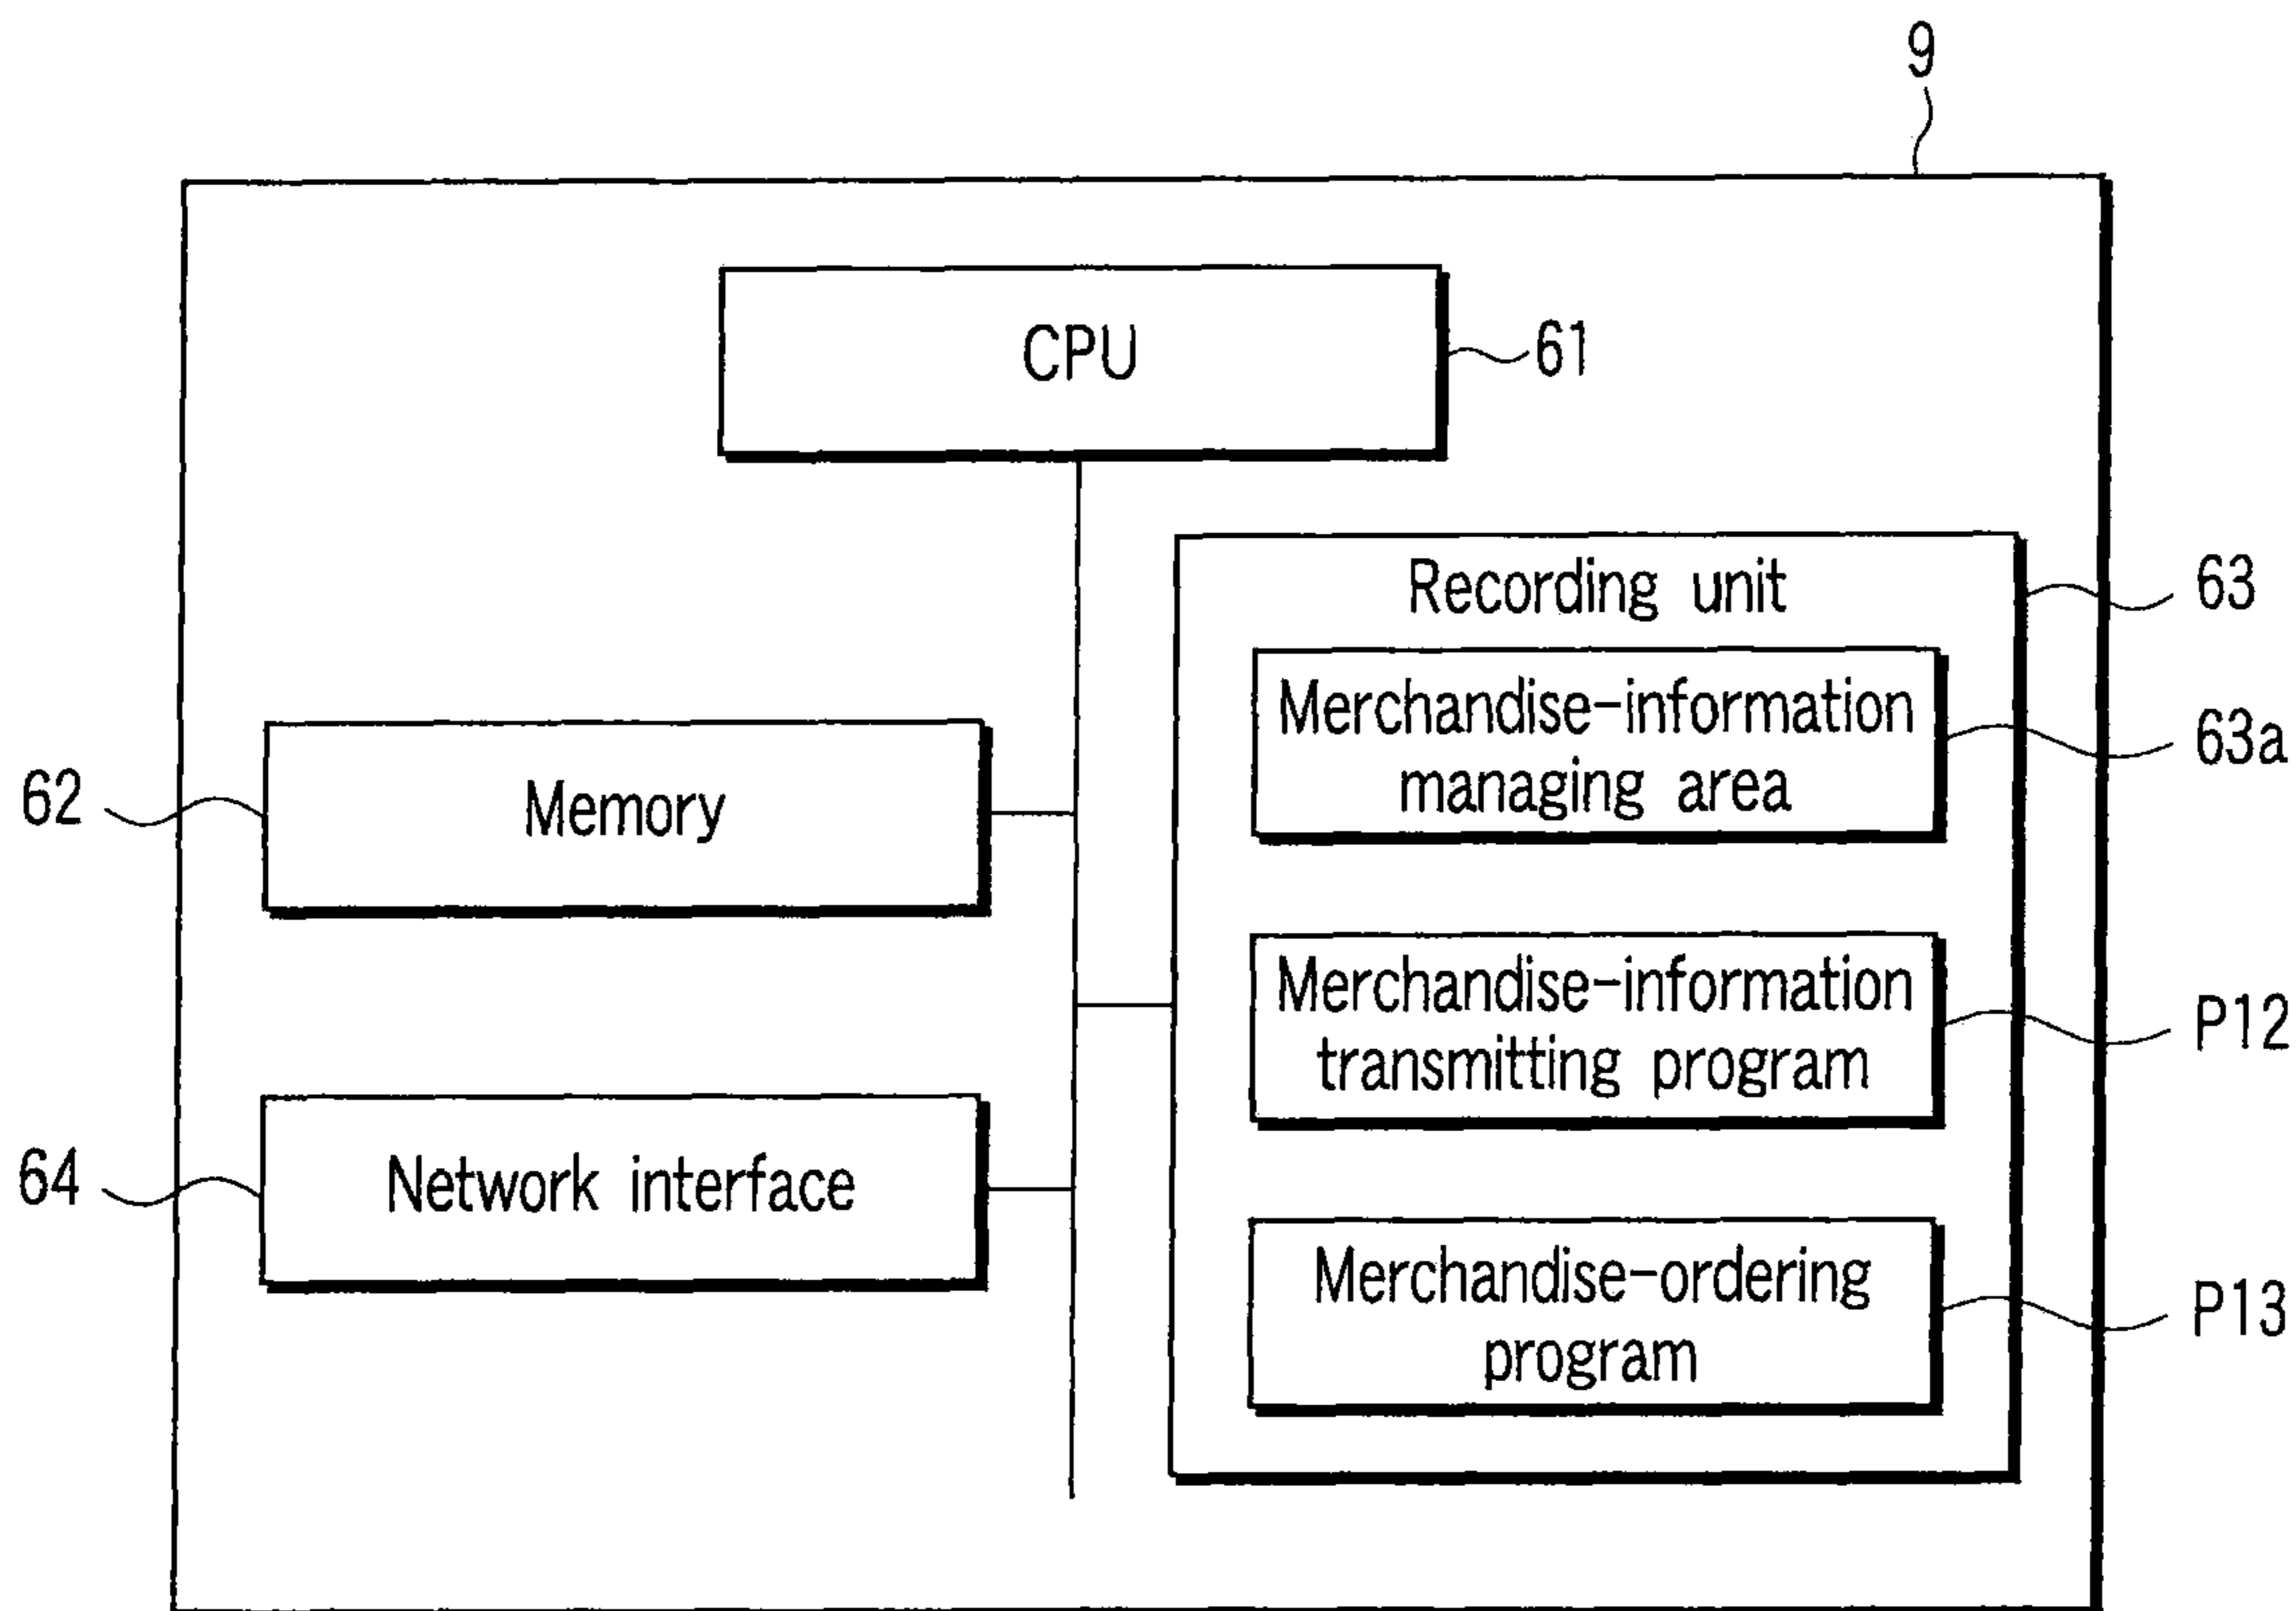 9
CPU
61
Recording unit
63
Merchandise-information
managing area
63a
62
Memory
Merchandise-information
transmitting program
P12
64
Network interface
Merchandise-ordering
program
P13